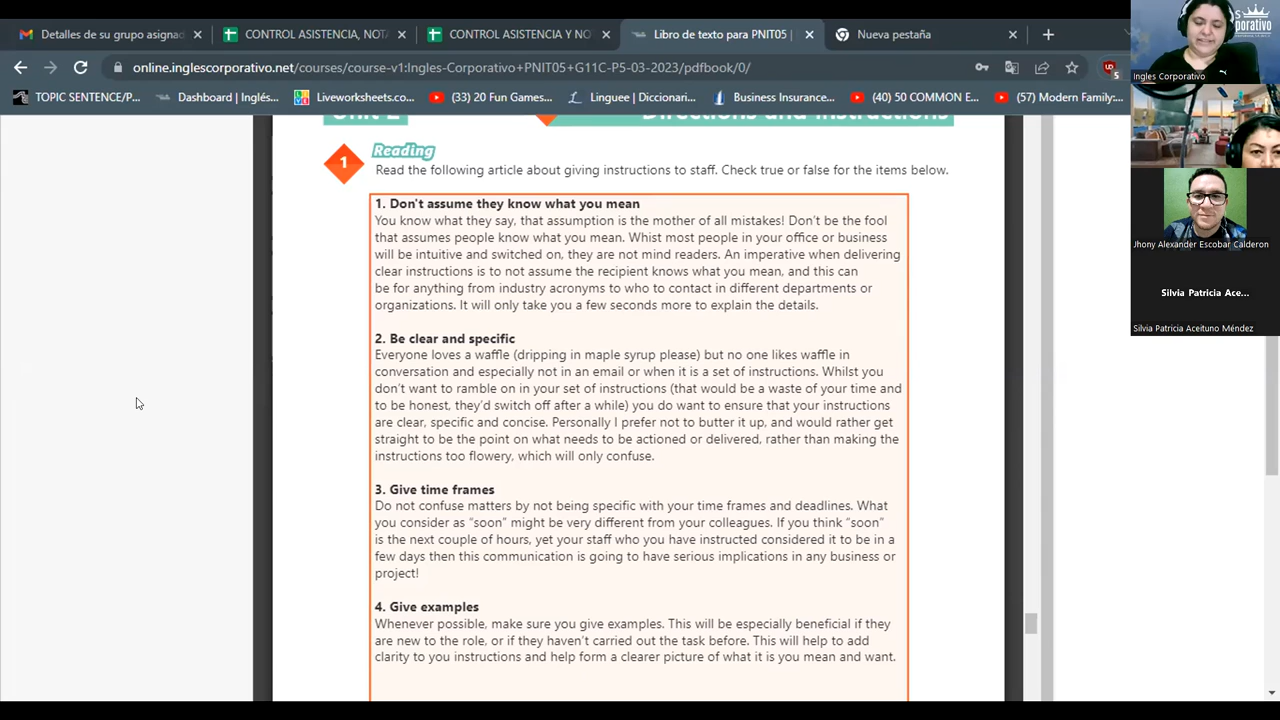 Detalles de su grupo asignad
CONTROL ASISTENCIA, NOTA
CONTROL ASISTENCIA Y NO
Libro de texto para PNIT05 |
Nueva pestaña
online.inglescorporativo.net/courses/course-v1:Ingles-Corporativo+PNIT05+G11C-P5-03-2023/pdfbook/0/
5
TOPIC SENTENCE/P...
Dashboard | Inglés...
Liveworksheets.co...
(33) 20 Fun Games...
Linguee | Diccionari...
Business Insurance...
(40) 50 COMMON E...
(57) Modern Family:...
S
rporativo
Ingles Corporativo
Jhony Alexander Escobar Calderon
Silvia Patricia Ace...
Silvia Patricia Aceituno Méndez
Unit 2
Directions and Instructions
1
Reading
Read the following article about giving instructions to staff. Check true or false for the items below.
1. Don't assume they know what you mean
You know what they say, that assumption is the mother of all mistakes! Don't be the fool
that assumes people know what you mean. Whist most people in your office or business
will be intuitive and switched on, they are not mind readers. An imperative when delivering
clear instructions is to not assume the recipient knows what you mean, and this can
be for anything from industry acronyms to who to contact in different departments or
organizations. It will only take you a few seconds more to explain the details.
2. Be clear and specific
Everyone loves a waffle (dripping in maple syrup please) but no one likes waffle in
conversation and especially not in an email or when it is a set of instructions. Whilst you
don't want to ramble on in your set of instructions (that would be a waste of your time and
to be honest, they'd switch off after a while) you do want to ensure that your instructions
are clear, specific and concise. Personally I prefer not to butter it up, and would rather get
straight to be the point on what needs to be actioned or delivered, rather than making the
instructions too flowery, which will only confuse.
3. Give time frames
Do not confuse matters by not being specific with your time frames and deadlines. What
you consider as "soon" might be very different from your colleagues. If you think "soon"
is the next couple of hours, yet your staff who you have instructed considered it to be in a
few days then this communication is going to have serious implications in any business or
project!
4. Give examples
Whenever possible, make sure you give examples. This will be especially beneficial if they
are new to the role, or if they haven't carried out the task before. This will help to add
clarity to you instructions and help form a clearer picture of what it is you mean and want.